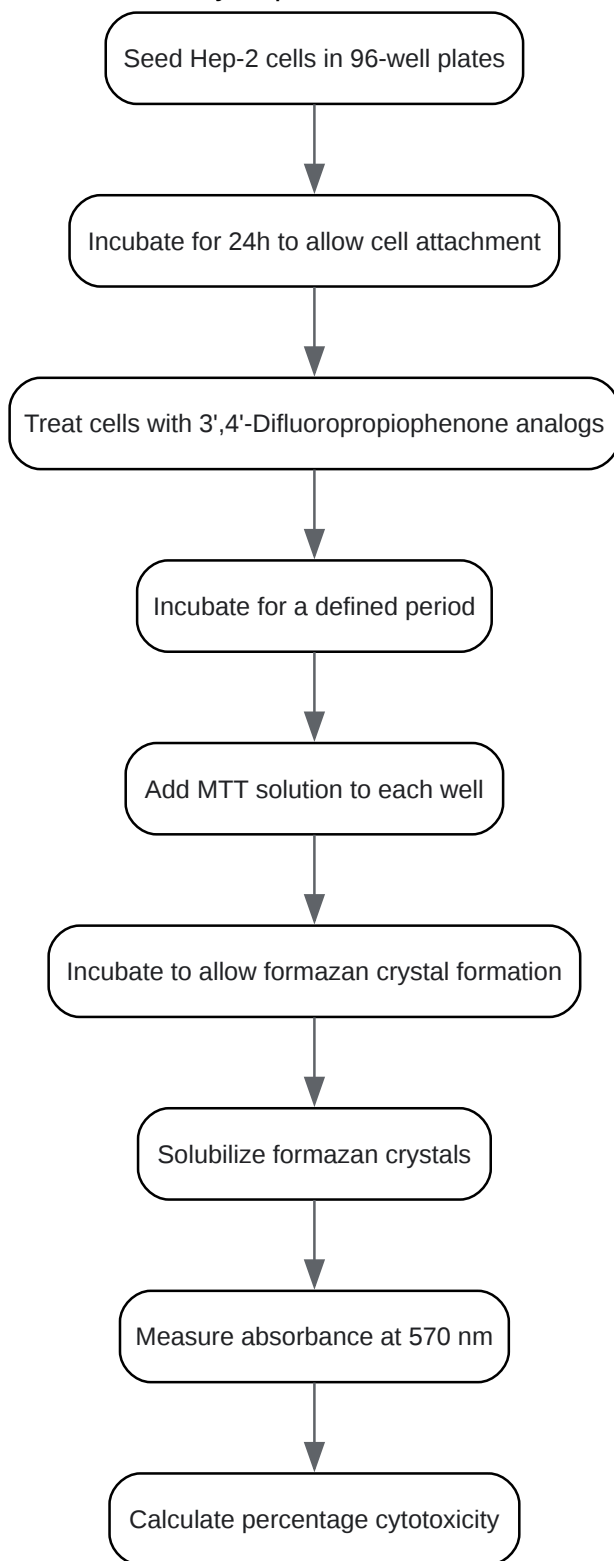 Seed Hep-2 cells in 96-well plates
Incubate for 24h to allow cell attachment
Treat cells with 3',4'-Difluoropropiophenone analogs
Incubate for a defined period
Add MTT solution to each well
Incubate to allow formazan crystal formation
Solubilize formazan crystals
Measure absorbance at 570 nm
Calculate percentage cytotoxicity